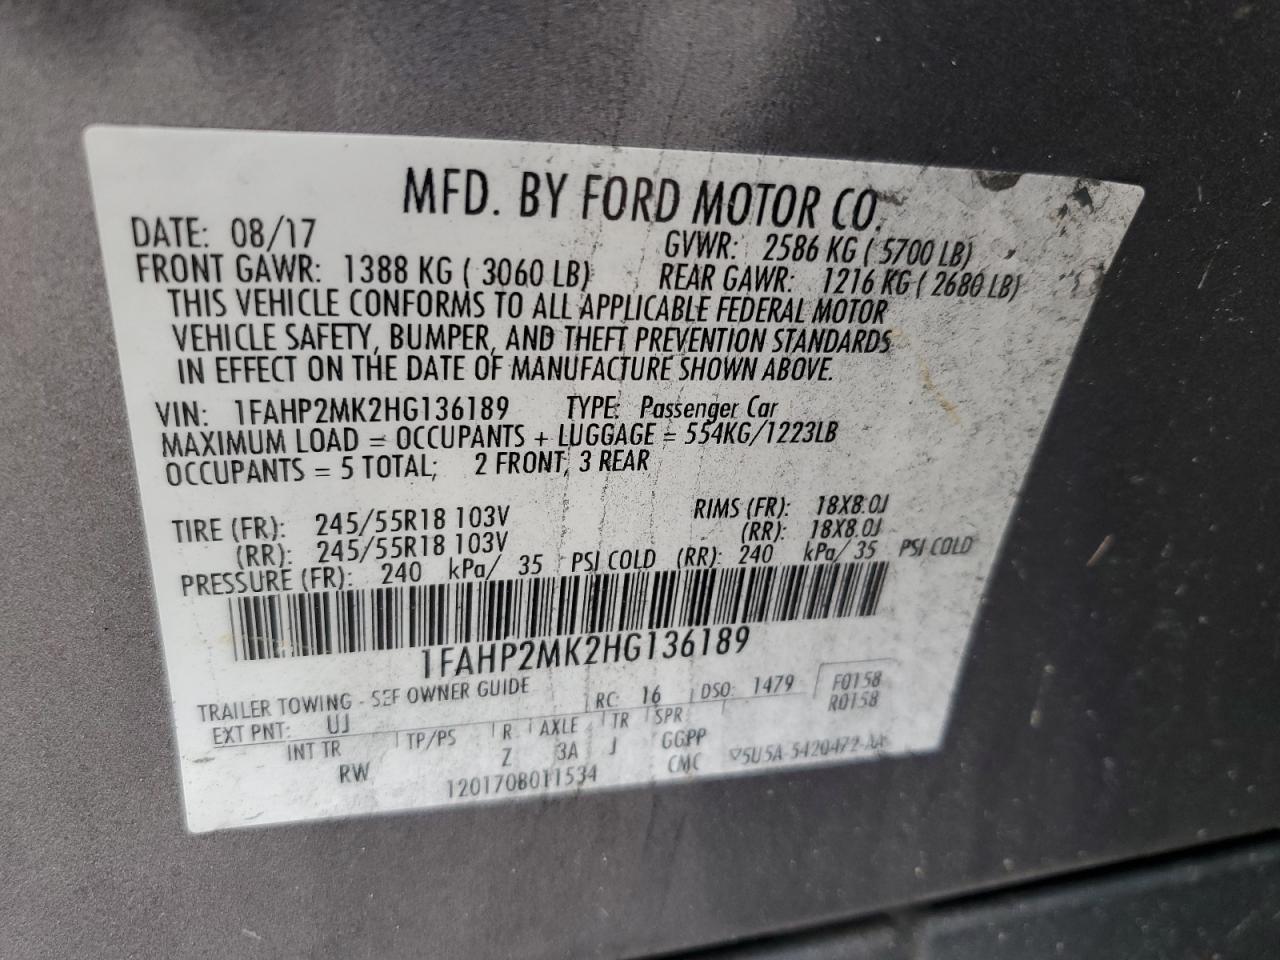 MFD. BY FORD MOTOR CO.
DATE: 08/17 GVWR: 2586 KG ( 5700 LB)
FRONT GAWR: 1388 KG ( 3060 LB) REAR GAWR: 1216 KG ( 2680 LB)
THIS VEHICLE CONFORMS TO ALL APPLICABLE FEDERAL MOTOR
VEHICLE SAFETY, BUMPER, AND THEFT PREVENTION STANDARDS
IN EFFECT ON THE DATE OF MANUFACTURE SHOWN ABOVE.
VIN: 1FAHP2MK2HG136189 TYPE: Passenger Car
MAXIMUM LOAD = OCCUPANTS + LUGGAGE = 554KG/1223LB
OCCUPANTS = 5 TOTAL; 2 FRONT, 3 REAR
TIRE (FR): 245/55R18 103V RIMS (FR): 18X8.0J
(RR): 245/55R18 103V (RR): 18X8.0J
PRESSURE (FR): 240 kPa/ 35 PSI COLD (RR): 240 kPa/ 35 PSI COLD
1FAHP2MK2HG136189
TRAILER TOWING - SEE OWNER GUIDE RC: 16 DSO: 1479 F0158
EXT PNT: UJ R0158
INT TR TP/PS R AXLE TR SPR
RW Z 3A J GGPP
1201708011534 CMC 5U5A-5420472-AA